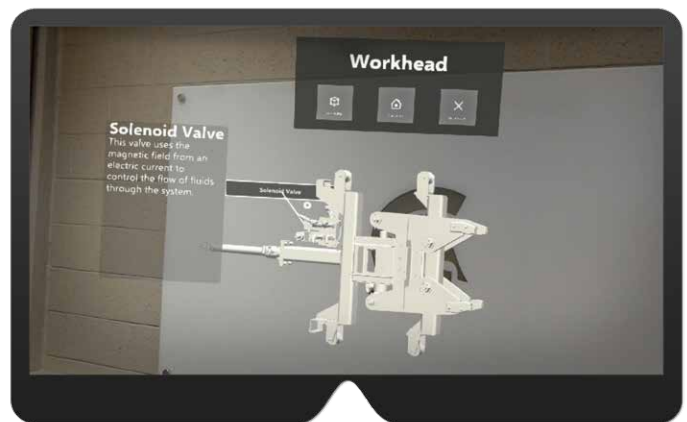 Workhead
Solenoid Valve
This valve uses the
magnetic field from an
electric current to
control the flow of fluids
through the system.
Solenoid Valve